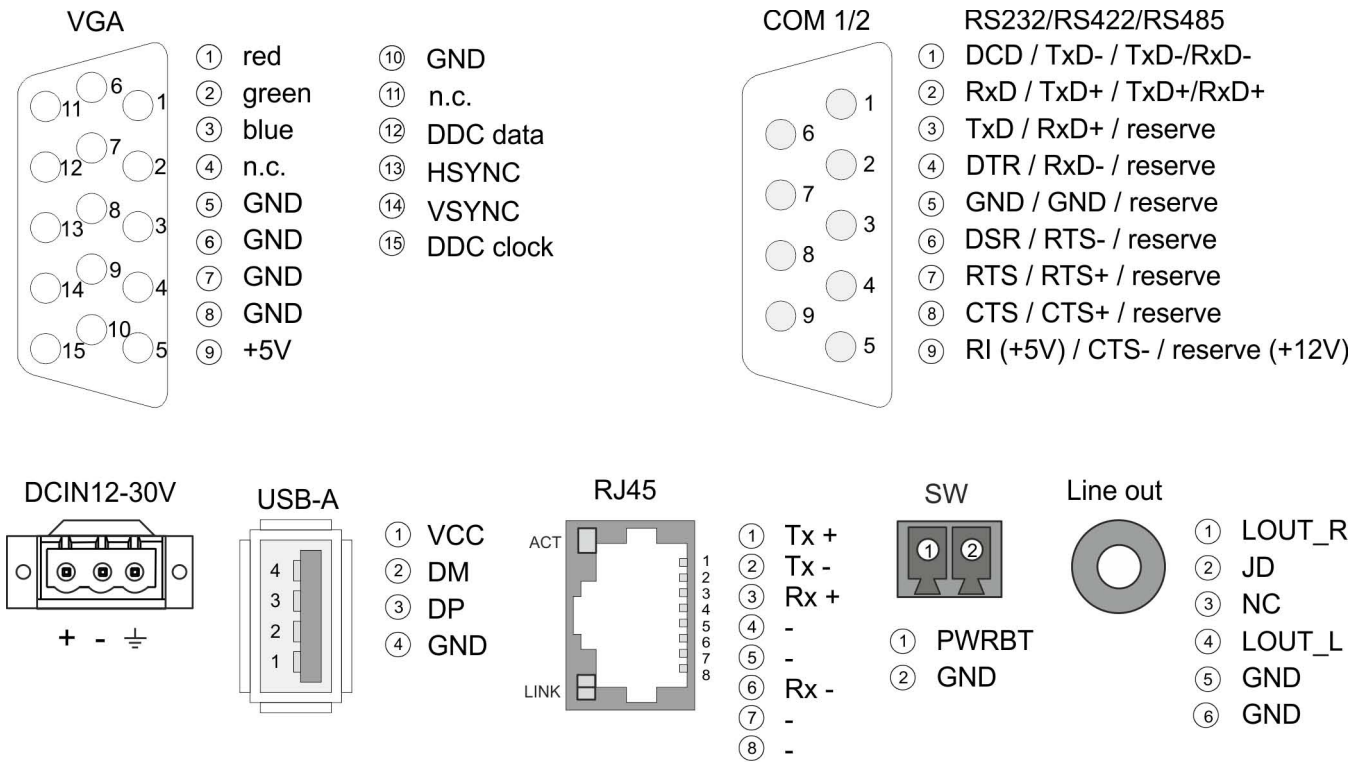 VGA
① red
② green
③ blue
④ n.c.
⑤ GND
⑥ GND
⑦ GND
⑧ GND
⑨ +5V
⑩ GND
⑪ n.c.
⑫ DDC data
⑬ HSYNC
⑭ VSYNC
⑮ DDC clock
11 6 1
12 7 2
13 8 3
14 9 4
15 10 5
COM 1/2
1
6
2
7
3
8
4
9
5
RS232/RS422/RS485
① DCD / TxD- / TxD-/RxD-
② RxD / TxD+ / TxD+/RxD+
③ TxD / RxD+ / reserve
④ DTR / RxD- / reserve
⑤ GND / GND / reserve
⑥ DSR / RTS- / reserve
⑦ RTS / RTS+ / reserve
⑧ CTS / CTS+ / reserve
⑨ RI (+5V) / CTS- / reserve (+12V)
DCIN12-30V
+ - ⏚
USB-A
4
3
2
1
① VCC
② DM
③ DP
④ GND
RJ45
ACT
LINK
1
2
3
4
5
6
7
8
① Tx +
② Tx -
③ Rx +
④ -
⑤ -
⑥ Rx -
⑦ -
⑧ -
SW
① ②
① PWRBT
② GND
Line out
① LOUT_R
② JD
③ NC
④ LOUT_L
⑤ GND
⑥ GND